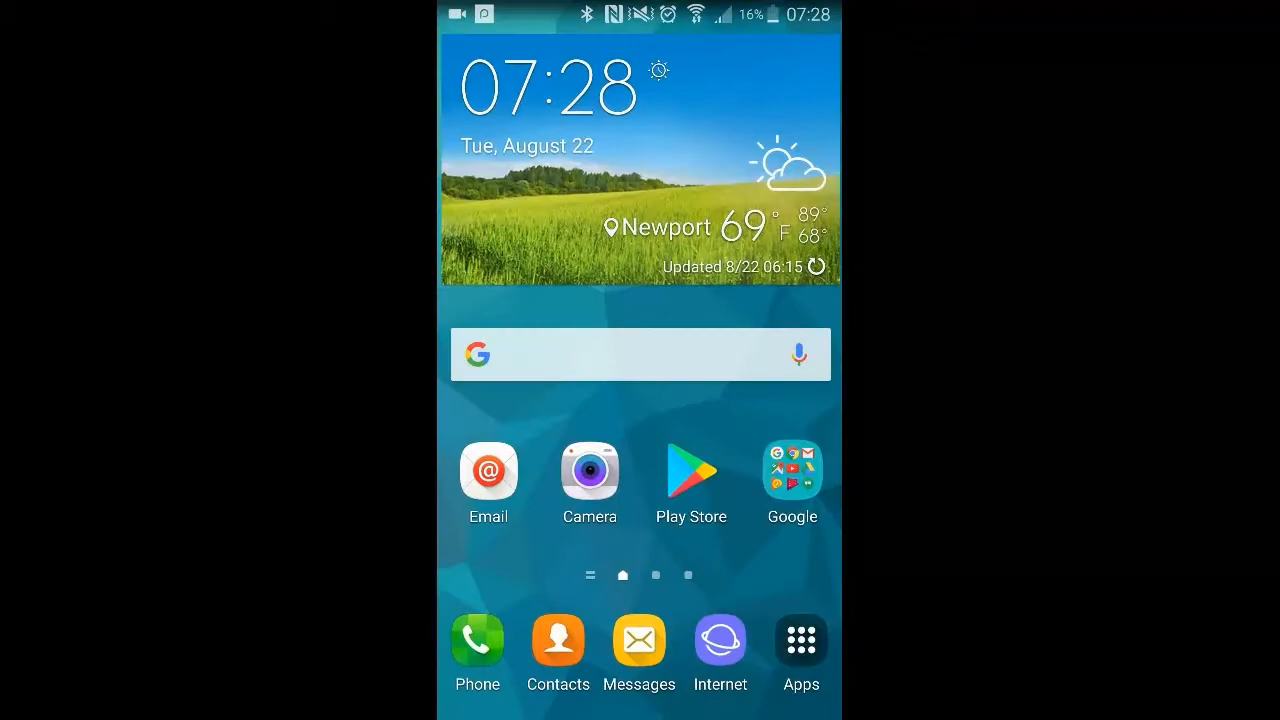 16% 07:28
07:28
Tue, August 22
Newport 69°F 89° 68°
Updated 8/22 06:15
Email Camera Play Store Google
Phone Contacts Messages Internet Apps